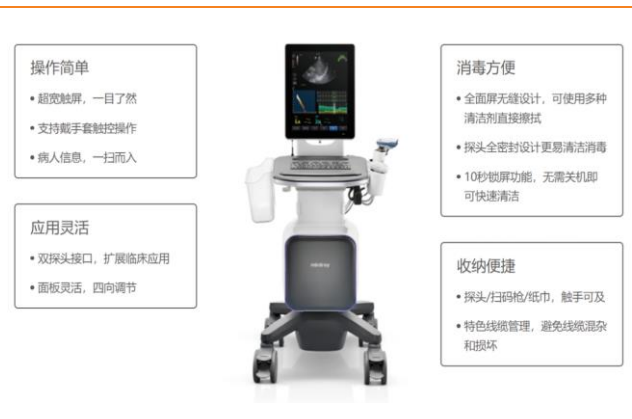 操作简单
• 超宽触屏，一目了然
• 支持戴手套触控操作
• 病人信息，一扫而入
应用灵活
• 双探头接口，扩展临床应用
• 面板灵活，四向调节
mindray
消毒方便
• 全面屏无缝设计，可使用多种
清洁剂直接擦拭
• 探头全密封设计更易清洁消毒
• 10秒锁屏功能，无需关机即
可快速清洁
收纳便捷
• 探头/扫码枪/纸巾，触手可及
• 特色线缆管理，避免线缆混杂
和损坏